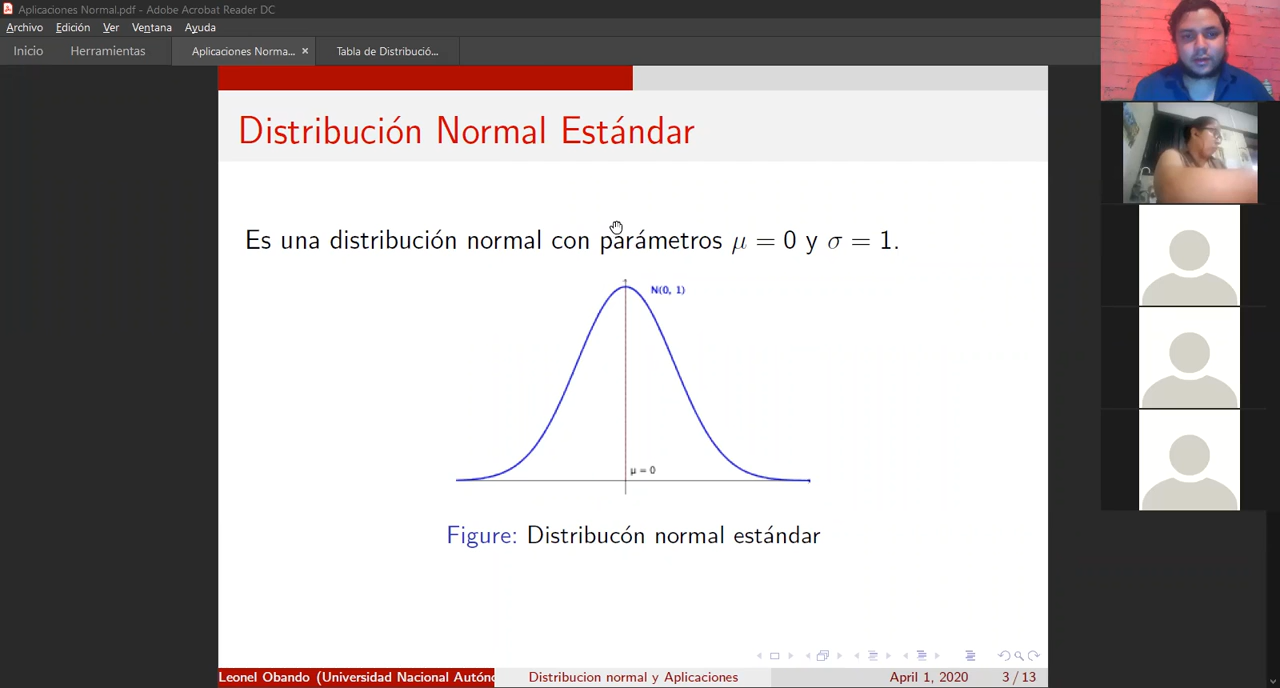 Aplicaciones Normal.pdf - Adobe Acrobat Reader DC
Archivo Edición Ver Ventana Ayuda
Inicio Herramientas Aplicaciones Norma... × Tabla de Distribució...
Distribución Normal Estándar
Es una distribución normal con parámetros μ = 0 y σ = 1.
N(0, 1)
μ = 0
Figure: Distribucón normal estándar
Leonel Obando (Universidad Nacional Autónc Distribucion normal y Aplicaciones April 1, 2020 3 / 13